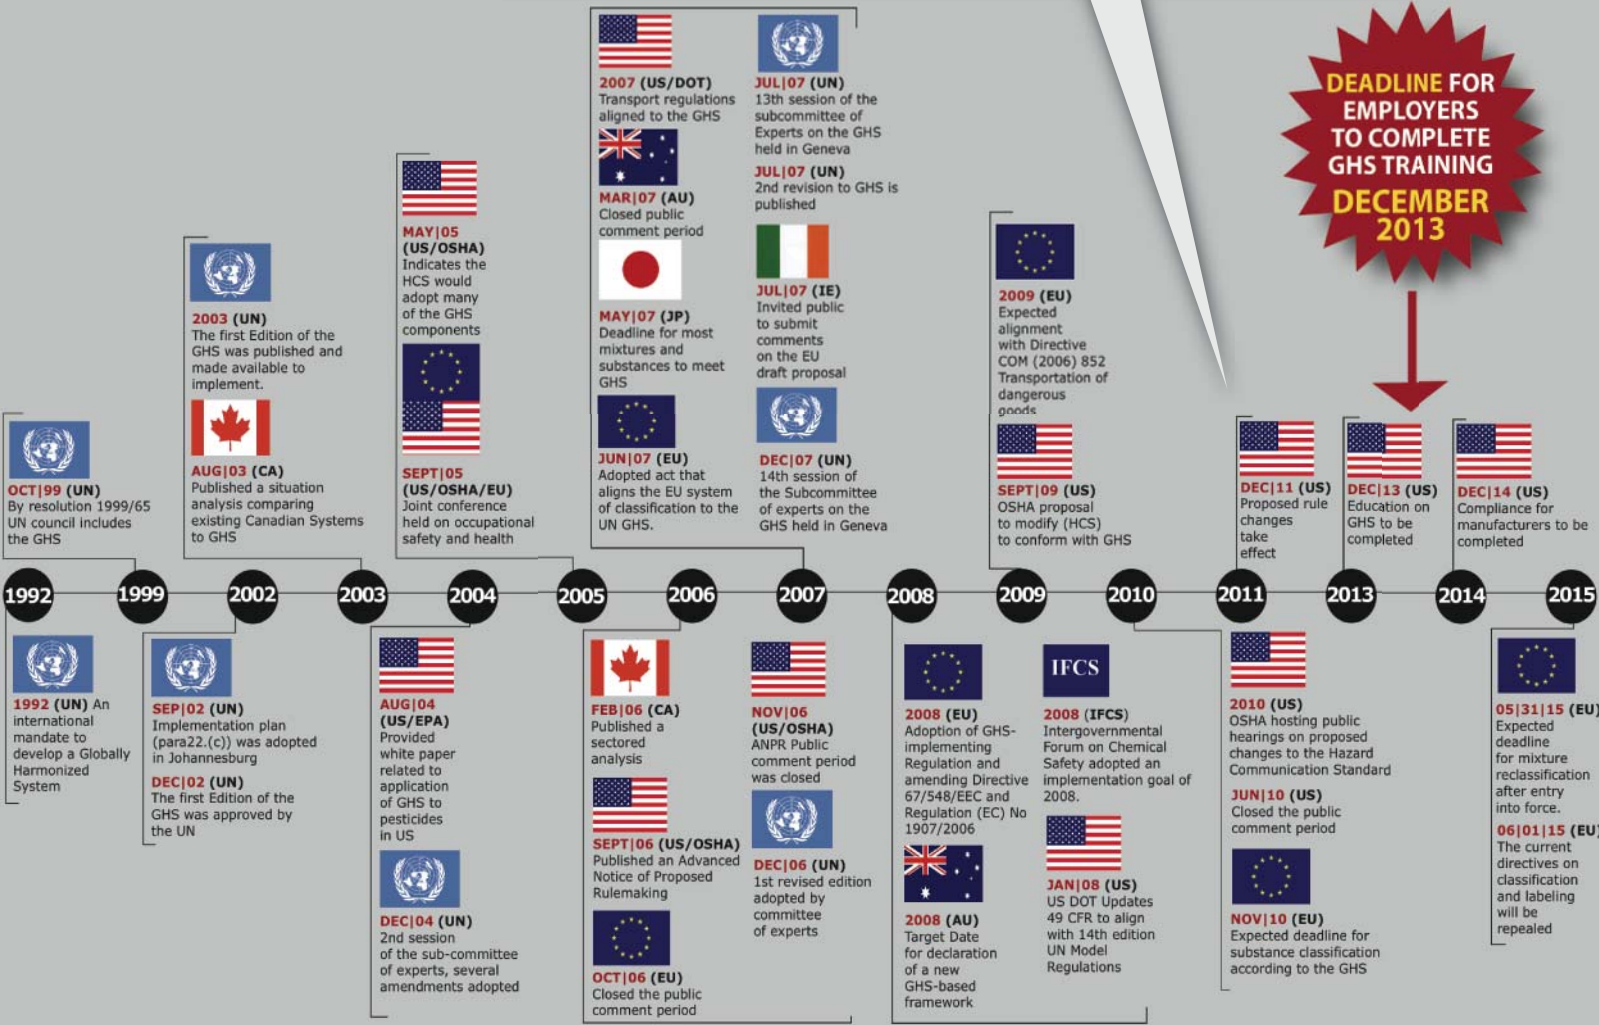 2007 (US/DOT)
Transport regulations
aligned to the GHS
MAR|07 (AU)
Closed public
comment period
MAY|07 (JP)
Deadline for most
mixtures and
substances to meet
GHS
JUN|07 (EU)
Adopted act that
aligns the EU system
of classification to the
UN GHS.
JUL|07 (UN)
13th session of the
subcommittee of
Experts on the GHS
held in Geneva
JUL|07 (UN)
2nd revision to GHS is
published
JUL|07 (IE)
Invited public
to submit
comments
on the EU
draft proposal
DEC|07 (UN)
14th session of
the Subcommittee
of experts on the
GHS held in Geneva
DEADLINE FOR
EMPLOYERS
TO COMPLETE
GHS TRAINING
DECEMBER
2013
OCT|99 (UN)
By resolution 1999/65
UN council includes
the GHS
2003 (UN)
The first Edition of the
GHS was published and
made available to
implement.
AUG|03 (CA)
Published a situation
analysis comparing
existing Canadian Systems
to GHS
MAY|05
(US/OSHA)
Indicates the
HCS would
adopt many
of the GHS
components
SEPT|05
(US/OSHA/EU)
Joint conference
held on occupational
safety and health
2009 (EU)
Expected
alignment
with Directive
COM (2006) 852
Transportation of
dangerous
goods
SEPT|09 (US)
OSHA proposal
to modify (HCS)
to conform with GHS
DEC|11 (US)
Proposed rule
changes
take
effect
DEC|13 (US)
Education on
GHS to be
completed
DEC|14 (US)
Compliance for
manufacturers to be
completed
1992 1999 2002 2003 2004 2005 2006 2007 2008 2009 2010 2011 2013 2014 2015
1992 (UN) An
international
mandate to
develop a Globally
Harmonized
System
SEP|02 (UN)
Implementation plan
(para22.(c)) was adopted
in Johannesburg
DEC|02 (UN)
The first Edition of the
GHS was approved by
the UN
AUG|04
(US/EPA)
Provided
white paper
related to
application
of GHS to
pesticides
in US
DEC|04 (UN)
2nd session
of the sub-committee
of experts, several
amendments adopted
FEB|06 (CA)
Published a
sectored
analysis
SEPT|06 (US/OSHA)
Published an Advanced
Notice of Proposed
Rulemaking
OCT|06 (EU)
Closed the public
comment period
NOV|06
(US/OSHA)
ANPR Public
comment period
was closed
DEC|06 (UN)
1st revised edition
adopted by
committee
of experts
2008 (EU)
Adoption of GHS-
implementing
Regulation and
amending Directive
67/548/EEC and
Regulation (EC) No
1907/2006
2008 (AU)
Target Date
for declaration
of a new
GHS-based
framework
IFCS
2008 (IFCS)
Intergovernmental
Forum on Chemical
Safety adopted an
implementation goal of
2008.
JAN|08 (US)
US DOT Updates
49 CFR to align
with 14th edition
UN Model
Regulations
2010 (US)
OSHA hosting public
hearings on proposed
changes to the Hazard
Communication Standard
JUN|10 (US)
Closed the public
comment period
NOV|10 (EU)
Expected deadline for
substance classification
according to the GHS
05|31|15 (EU)
Expected
deadline
for mixture
reclassification
after entry
into force.
06|01|15 (EU)
The current
directives on
classification
and labeling
will be
repealed